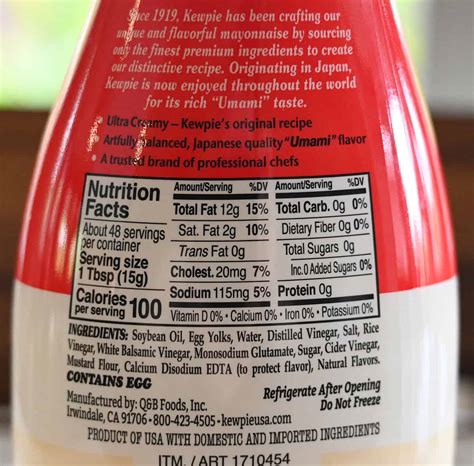 Since 1919, Kewpie has been crafting our
unique and flavorful mayonnaise by sourcing
only the finest premium ingredients to create
our distinctive recipe. Originating in Japan,
Kewpie is now enjoyed throughout the world
for its rich "Umami" taste.
• Ultra Creamy – Kewpie's original recipe
• Artfully balanced, Japanese quality "Umami" flavor
• A trusted brand of professional chefs
Nutrition
Facts
About 48 servings
per container
Serving size
1 Tbsp (15g)
Calories
per serving 100
Amount/Serving %DV
Total Fat 12g 15%
Sat. Fat 2g 10%
Trans Fat 0g
Cholest. 20mg 7%
Sodium 115mg 5%
Amount/Serving %DV
Total Carb. 0g 0%
Dietary Fiber 0g 0%
Total Sugars 0g
Inc. 0 Added Sugars 0%
Protein 0g
Vitamin D 0% • Calcium 0% • Iron 0% • Potassium 0%
INGREDIENTS: Soybean Oil, Egg Yolks, Water, Distilled Vinegar, Salt, Rice
Vinegar, White Balsamic Vinegar, Monosodium Glutamate, Sugar, Cider Vinegar,
Mustard Flour, Calcium Disodium EDTA (to protect flavor), Natural Flavors.
CONTAINS EGG
Manufactured by: Q&B Foods, Inc.
Irwindale, CA 91706 • 800-423-4505 • kewpieusa.com
Refrigerate After Opening
Do Not Freeze
PRODUCT OF USA WITH DOMESTIC AND IMPORTED INGREDIENTS
ITM. / ART 1710454